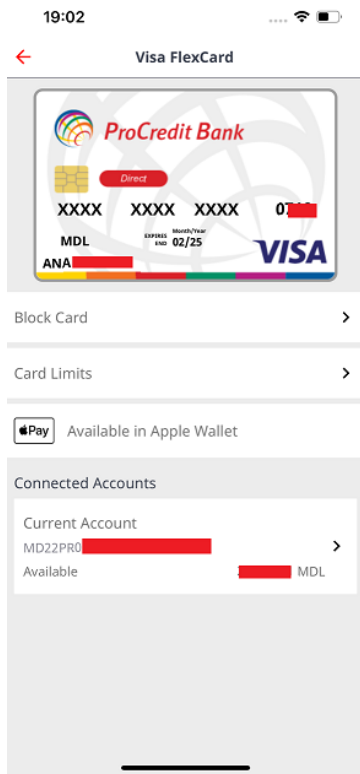 19:02
Visa FlexCard
ProCredit Bank
Direct
XXXX XXXX XXXX
MDL
EXPIRES END
Month/Year
02/25
VISA
ANA
Block Card
Card Limits
Pay
Available in Apple Wallet
Connected Accounts
Current Account
MD22PR0
Available MDL